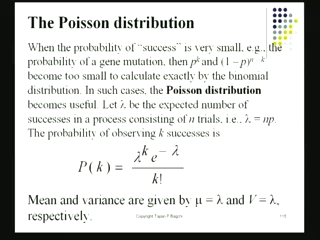 The Poisson distribution
When the probability of "success" is very small, e.g., the
probability of a gene mutation, then p^k and (1 – p)^n – k
become too small to calculate exactly by the binomial
distribution. In such cases, the Poisson distribution
becomes useful. Let λ be the expected number of
successes in a process consisting of n trials, i.e., λ = np.
The probability of observing k successes is
P(k) = λ^k e^– λ / k!
Mean and variance are given by μ = λ and V = λ,
respectively.